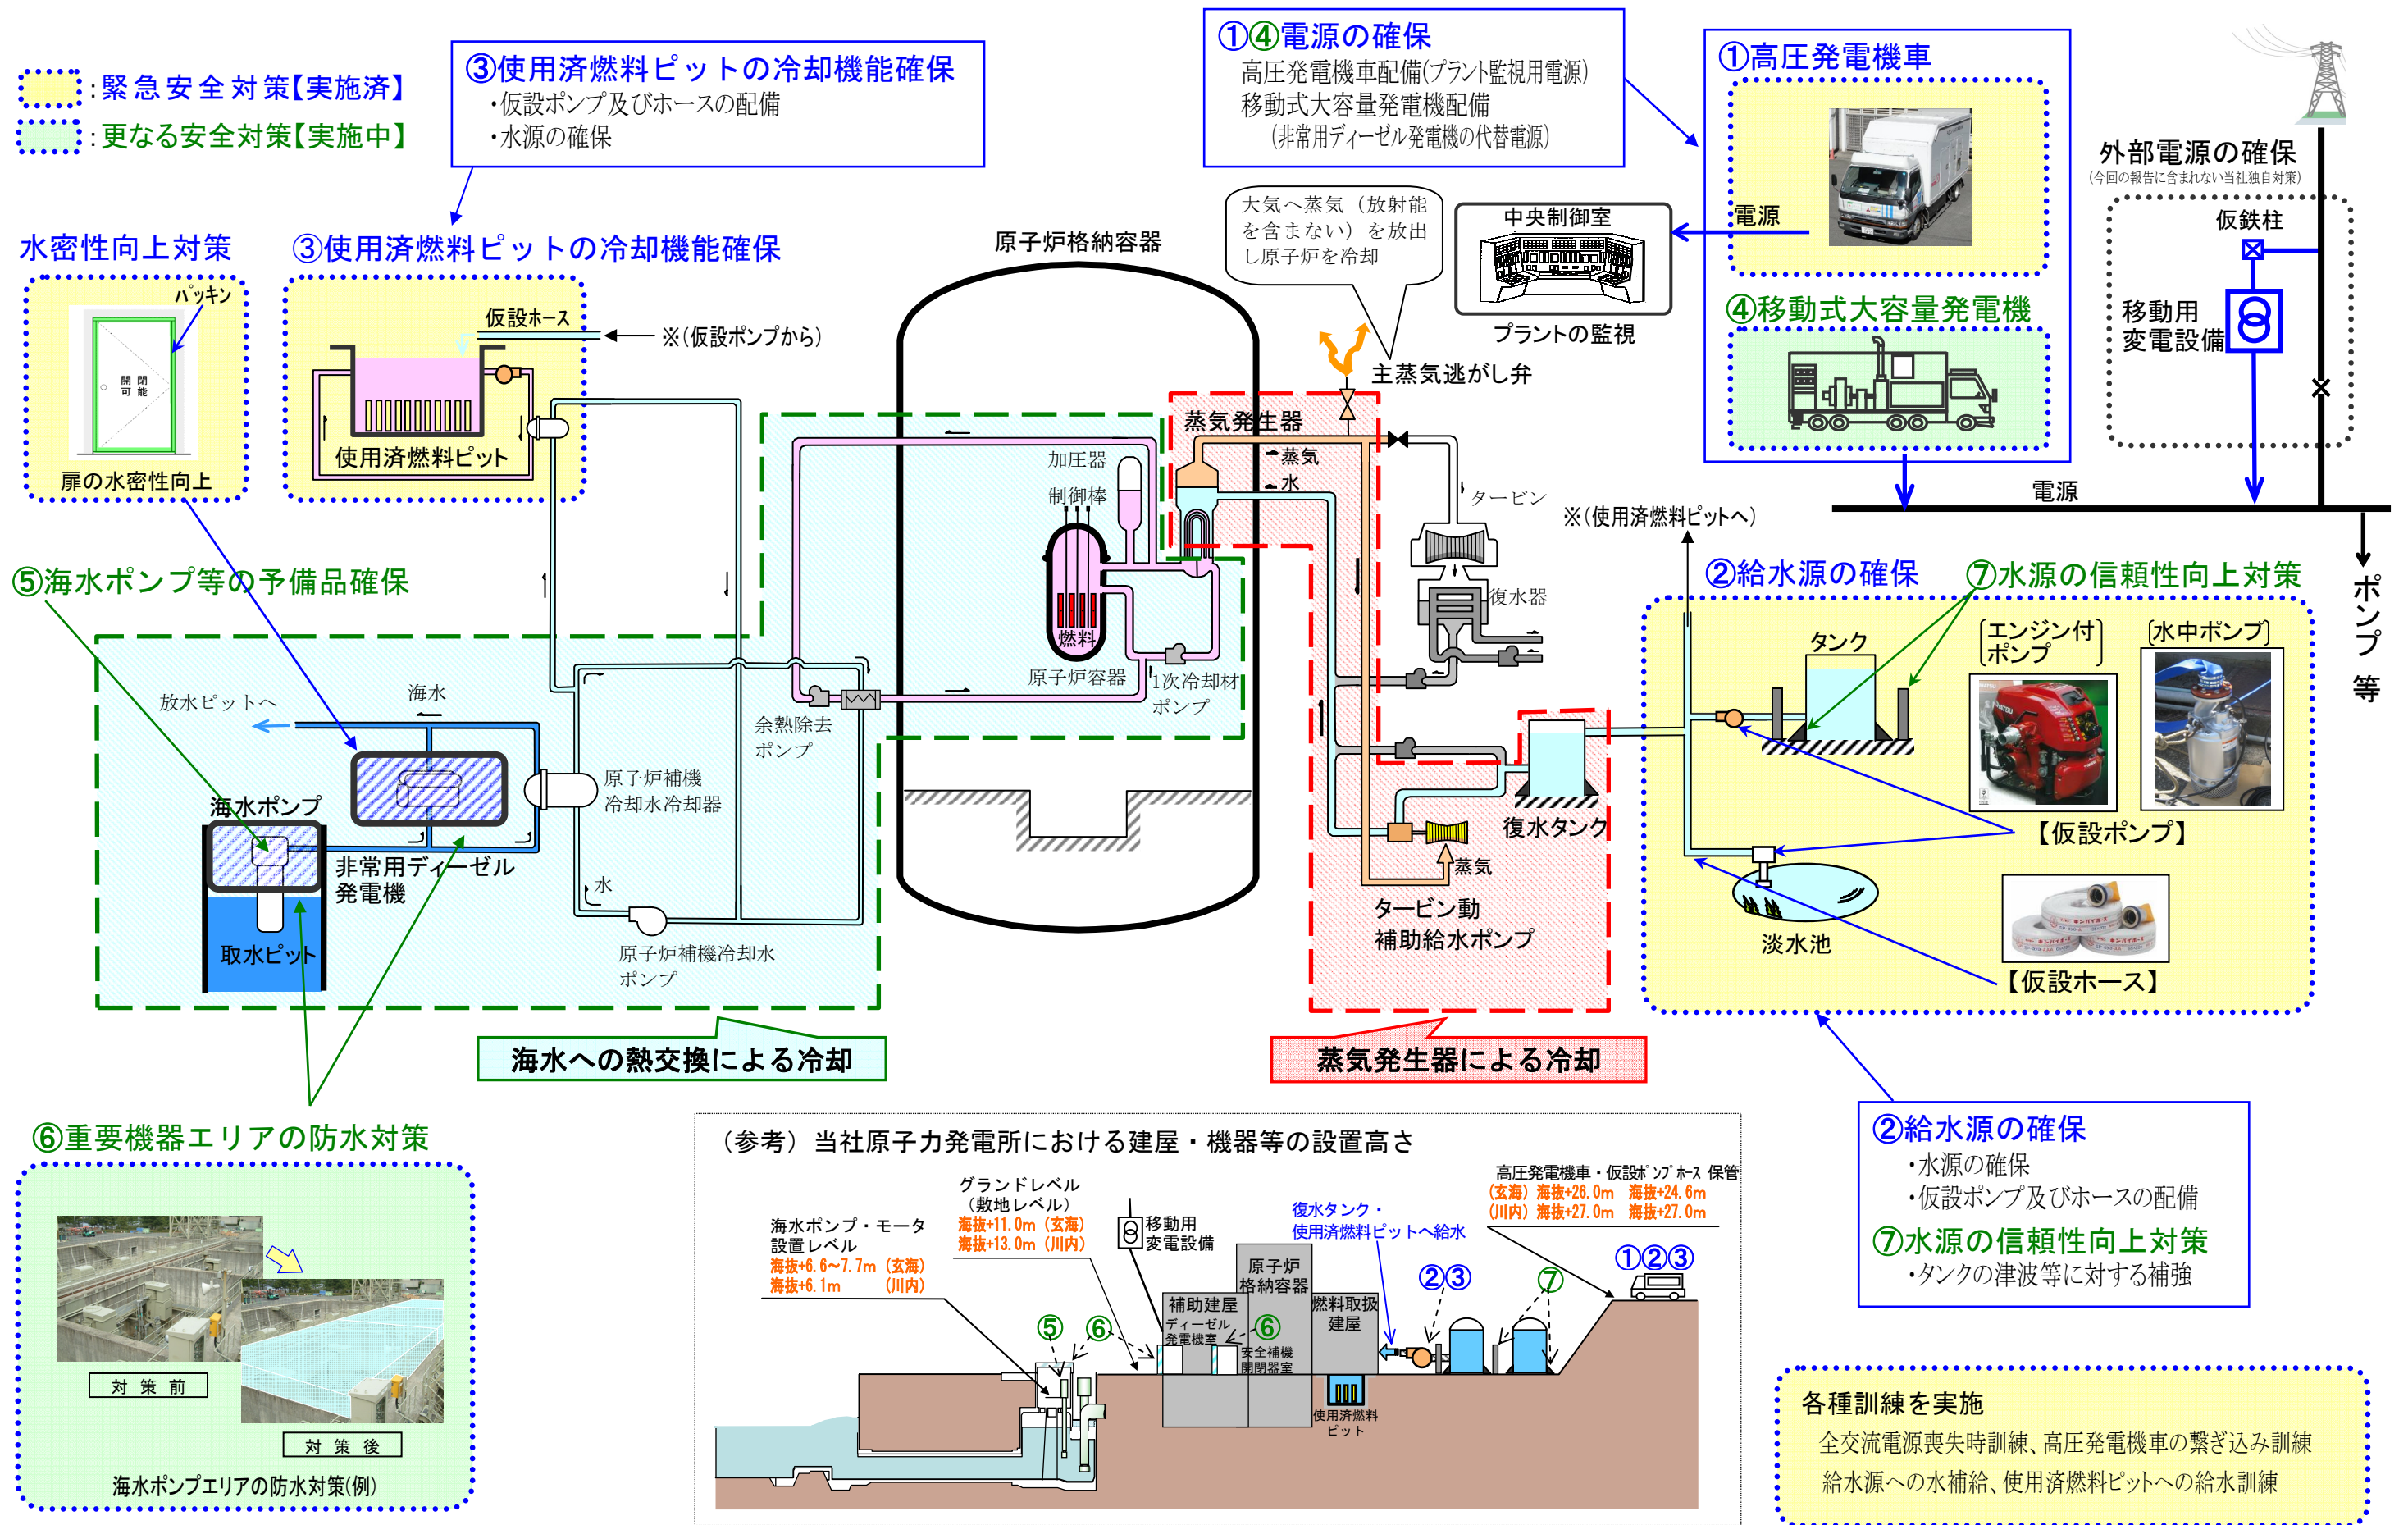 :緊急安全対策【実施済】
:更なる安全対策【実施中】
③使用済燃料ピットの冷却機能確保
・仮設ポンプ及びホースの配備
・水源の確保
①④電源の確保
高圧発電機車配備(プラント監視用電源)
移動式大容量発電機配備
(非常用ディーゼル発電機の代替電源)
①高圧発電機車
電源
④移動式大容量発電機
外部電源の確保
(今回の報告に含まれない当社独自対策)
仮鉄柱
移動用
変電設備
電源
ポンプ等
水密性向上対策
パッキン
開閉
可能
扉の水密性向上
③使用済燃料ピットの冷却機能確保
仮設ホース
※(仮設ポンプから)
使用済燃料ピット
原子炉格納容器
大気へ蒸気（放射能
を含まない）を放出
し原子炉を冷却
中央制御室
プラントの監視
主蒸気逃がし弁
蒸気発生器
蒸気
水
加圧器
制御棒
燃料
原子炉容器
1次冷却材
ポンプ
タービン
復水器
※(使用済燃料ピットへ)
⑤海水ポンプ等の予備品確保
放水ピットへ
海水
余熱除去
ポンプ
原子炉補機
冷却水冷却器
海水ポンプ
非常用ディーゼル
発電機
取水ピット
水
原子炉補機冷却水
ポンプ
復水タンク
蒸気
タービン動
補助給水ポンプ
②給水源の確保
⑦水源の信頼性向上対策
タンク
〔エンジン付
ポンプ〕
〔水中ポンプ〕
【仮設ポンプ】
淡水池
【仮設ホース】
海水への熱交換による冷却
蒸気発生器による冷却
⑥重要機器エリアの防水対策
対策前
対策後
海水ポンプエリアの防水対策(例)
（参考）当社原子力発電所における建屋・機器等の設置高さ
海水ポンプ・モータ
設置レベル
海抜+6.6～7.7m（玄海）
海抜+6.1m （川内）
グランドレベル
（敷地レベル）
海抜+11.0m（玄海）
海抜+13.0m（川内）
移動用
変電設備
復水タンク・
使用済燃料ピットへ給水
高圧発電機車・仮設ポンプホース 保管
(玄海) 海抜+26.0m 海抜+24.6m
(川内) 海抜+27.0m 海抜+27.0m
①②③
②③
⑦
原子炉
格納容器
補助建屋
ディーゼル
発電機室
燃料取扱
建屋
⑤
⑥
⑥
安全補機
開閉器室
使用済燃料
ピット
②給水源の確保
・水源の確保
・仮設ポンプ及びホースの配備
⑦水源の信頼性向上対策
・タンクの津波等に対する補強
各種訓練を実施
全交流電源喪失時訓練、高圧発電機車の繋ぎ込み訓練
給水源への水補給、使用済燃料ピットへの給水訓練